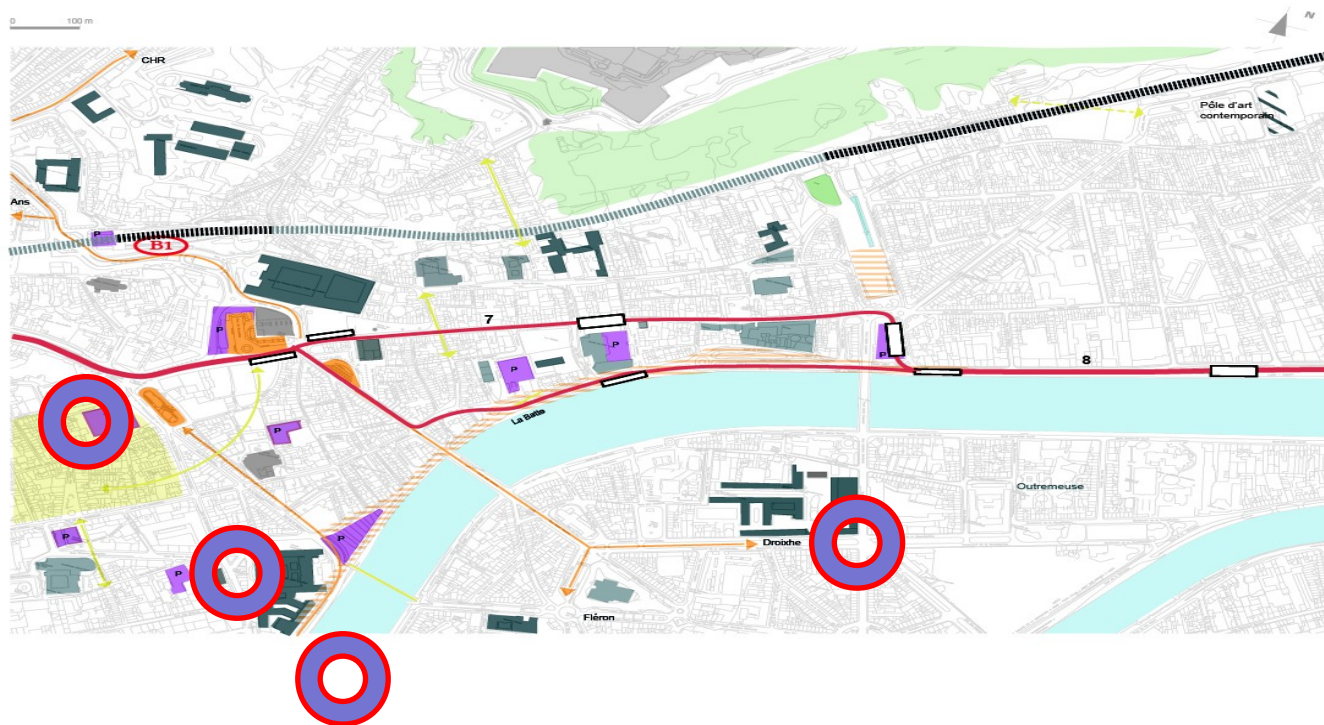 0 100 m
N
CHR
Pôle d'art
contemporain
Ans
P
B1
P
7
P
P
8
P
La Batte
P
Outremeuse
P
P
Droixhe
P
Fléron